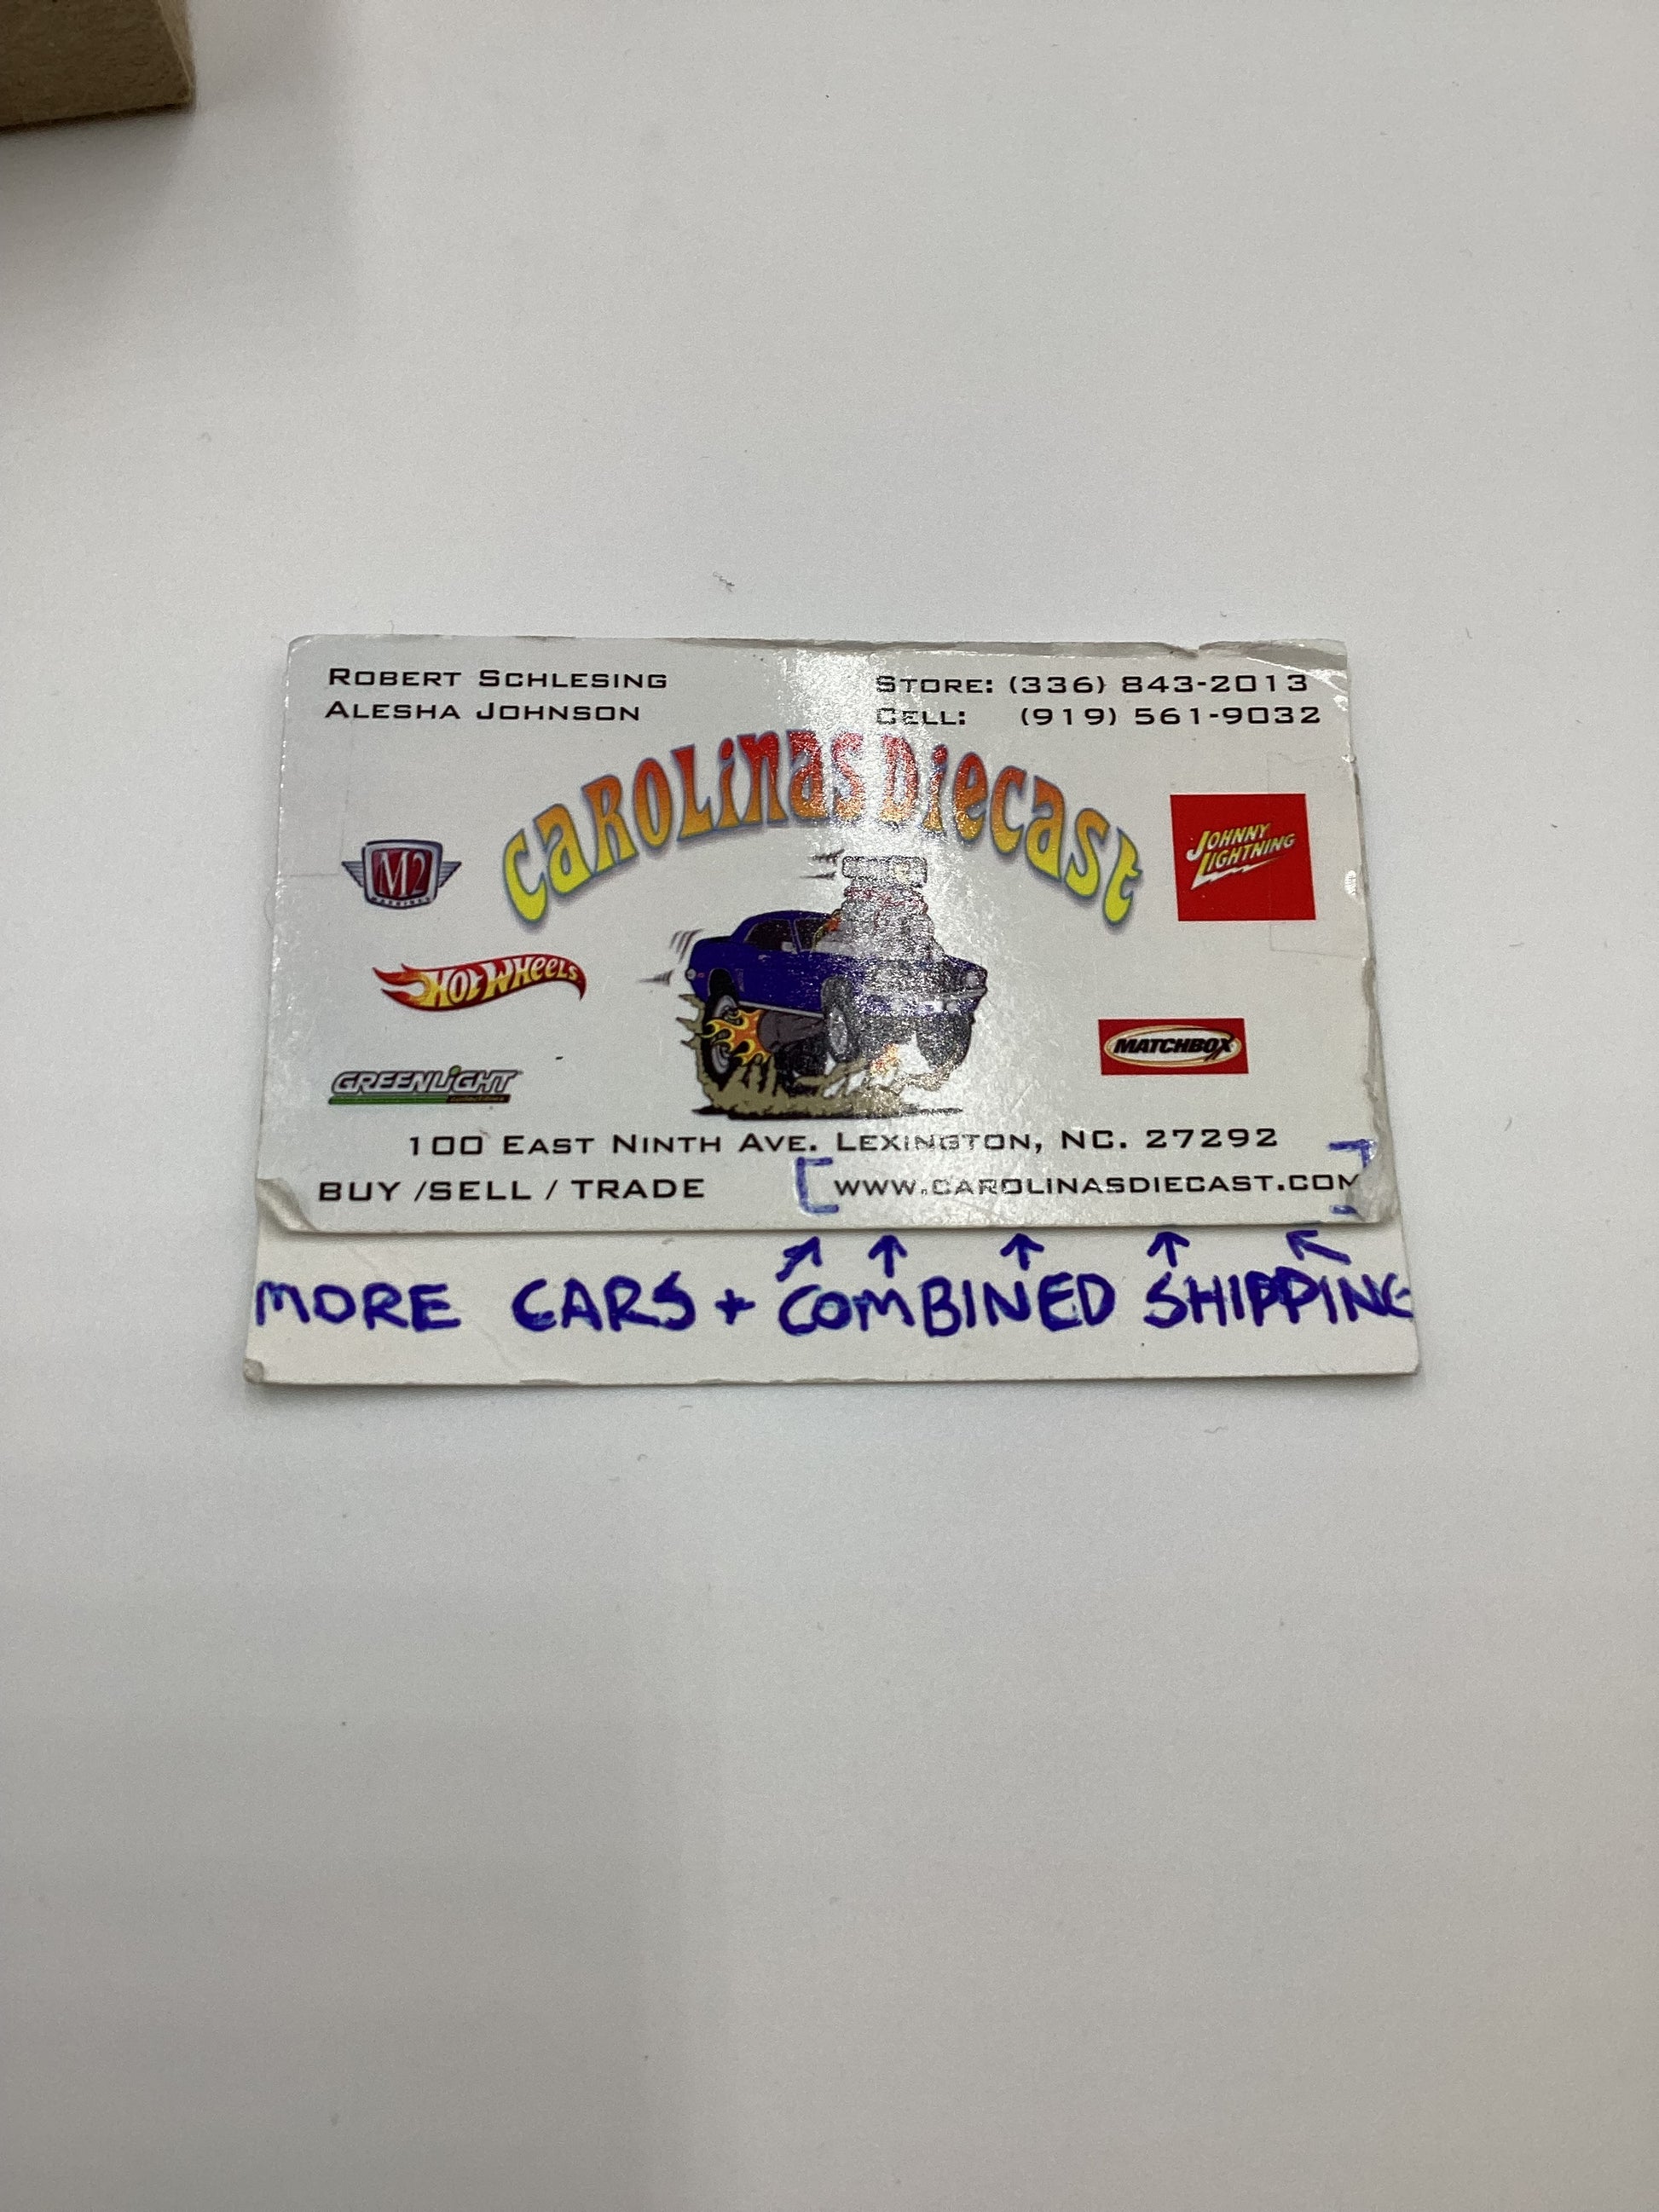 ROBERT SCHLESING
ALESHA JOHNSON
STORE: (336) 843-2013
CELL: (919) 561-9032
CAROLINAS DIECAST
M2
MACHINES
JOHNNY LIGHTNING
HOT WHEELS
MATCHBOX
GREENLIGHT
COLLECTIBLES
100 EAST NINTH AVE. LEXINGTON, NC. 27292
BUY /SELL / TRADE
[WWW.CAROLINASDIECAST.COM]
MORE CARS + COMBINED SHIPPING